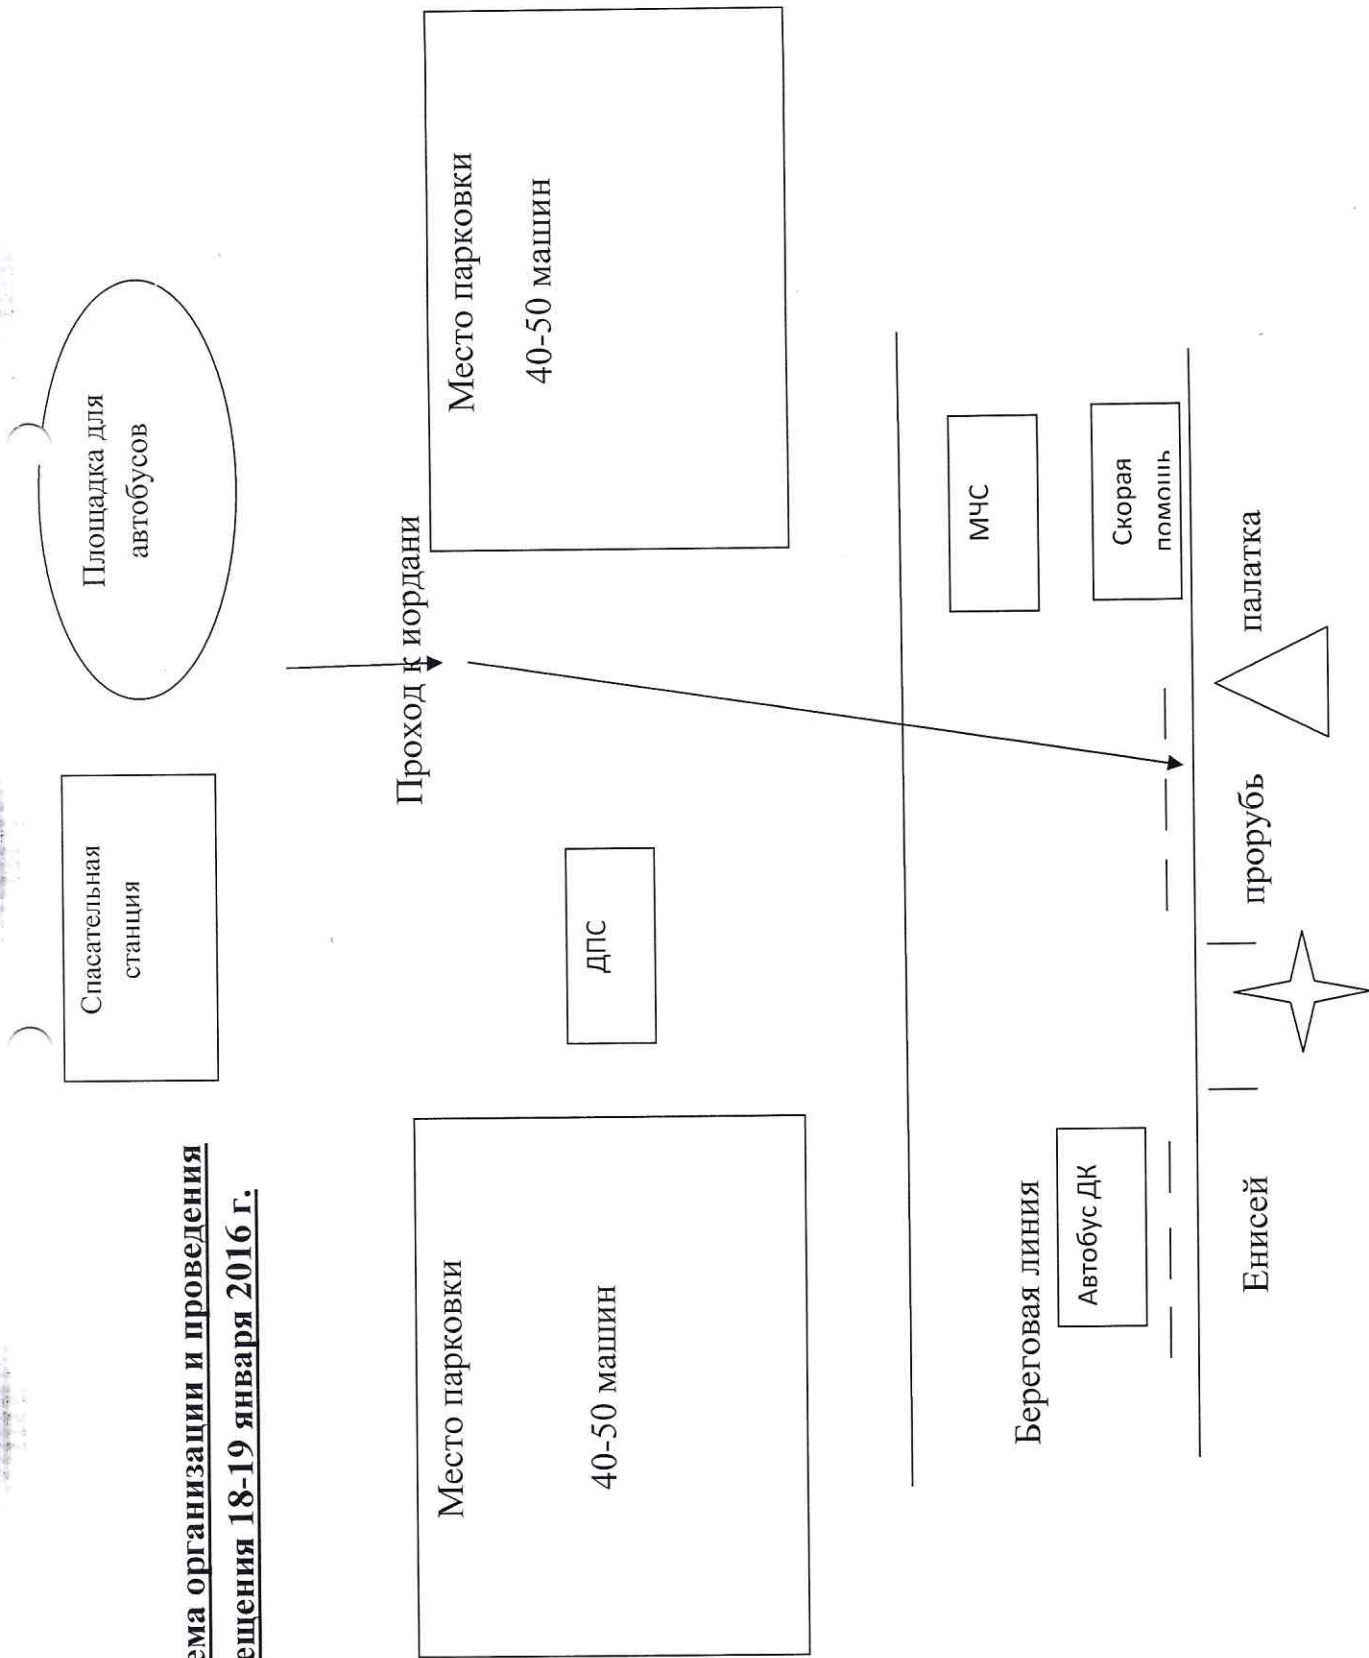 ема организации и проведения
ещения 18-19 января 2016 г.
Спасательная
станция
Площадка для
автобусов
Проход к иордани
Место парковки
40-50 машин
ДПС
Место парковки
40-50 машин
Береговая линия
Автобус ДК
МЧС
Скорая
помощь
Енисей
прорубь
палатка